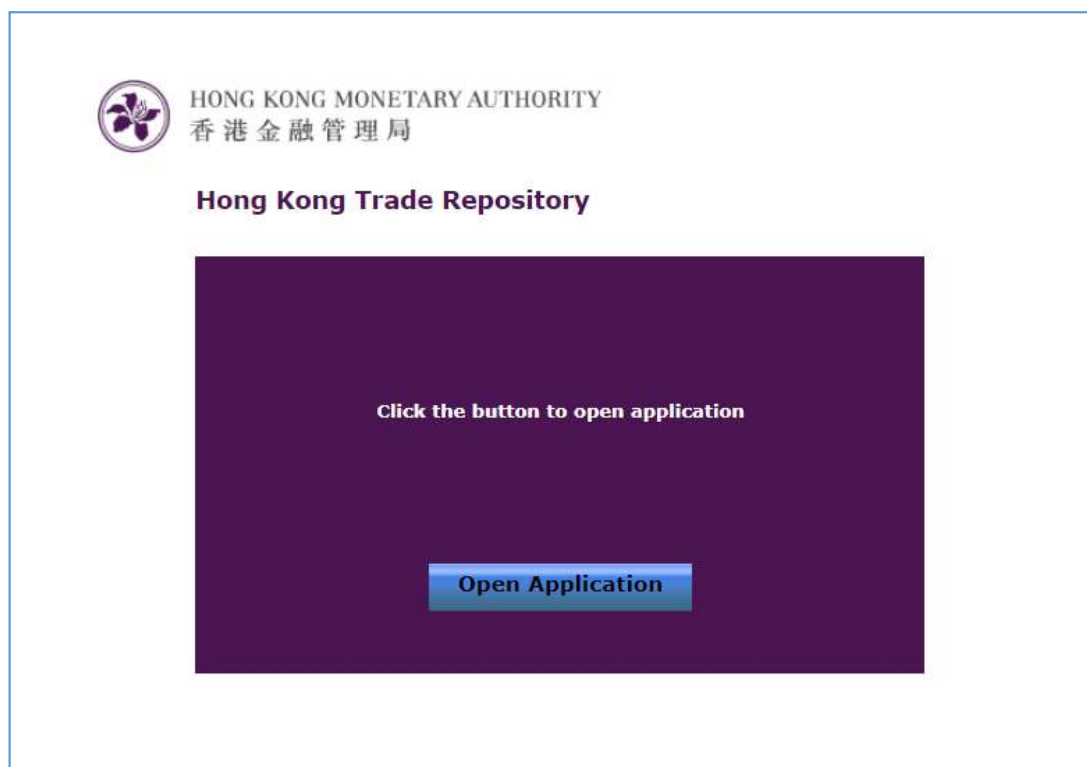 HONG KONG MONETARY AUTHORITY
香港金融管理局
Hong Kong Trade Repository
Click the button to open application
Open Application